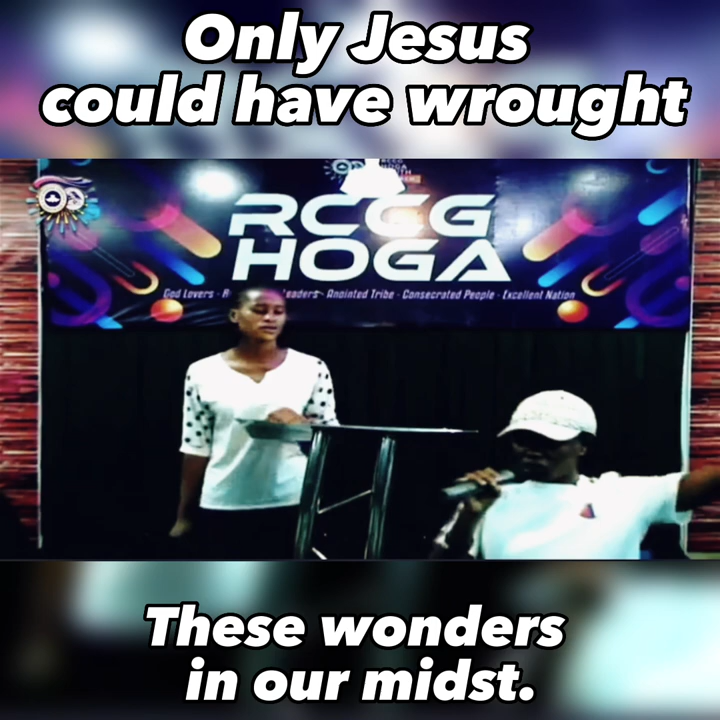 Only Jesus
could have wrought
RCCG
HOGA
God Lovers - eaders - Anointed Tribe - Consecrated People - Excellent Nation
These wonders
in our midst.